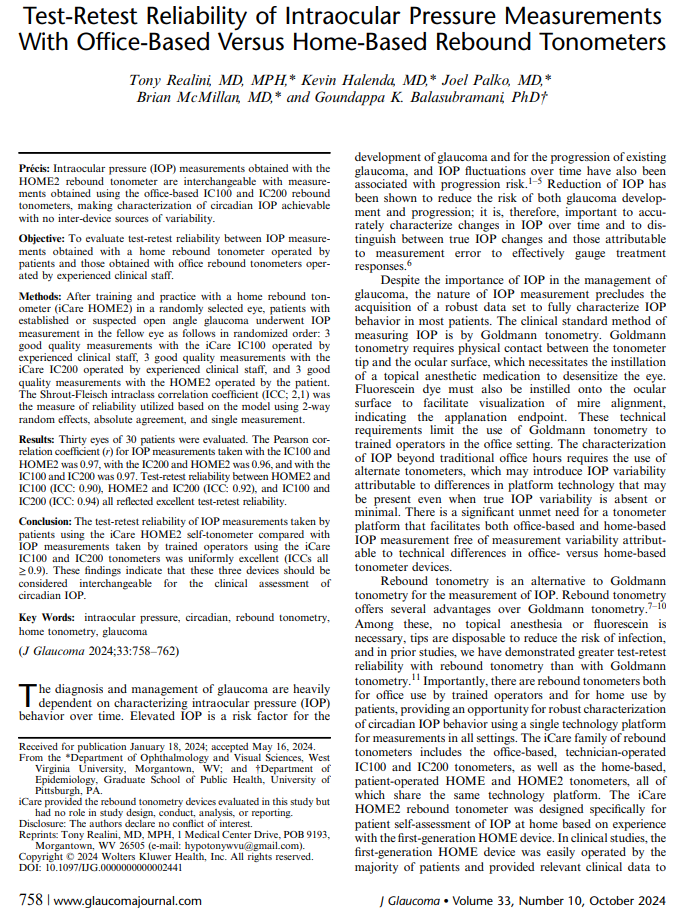 Test-Retest Reliability of Intraocular Pressure Measurements
With Office-Based Versus Home-Based Rebound Tonometers
Tony Realini, MD, MPH,* Kevin Halenda, MD,* Joel Palko, MD,*
Brian McMillan, MD,* and Goundappa K. Balasubramani, PhD†
Précis: Intraocular pressure (IOP) measurements obtained with the
HOME2 rebound tonometer are interchangeable with measure-
ments obtained using the office-based IC100 and IC200 rebound
tonometers, making characterization of circadian IOP achievable
with no inter-device sources of variability.
Objective: To evaluate test-retest reliability between IOP measure-
ments obtained with a home rebound tonometer operated by
patients and those obtained with office rebound tonometers oper-
ated by experienced clinical staff.
Methods: After training and practice with a home rebound ton-
ometer (iCare HOME2) in a randomly selected eye, patients with
established or suspected open angle glaucoma underwent IOP
measurement in the fellow eye as follows in randomized order: 3
good quality measurements with the iCare IC100 operated by
experienced clinical staff, 3 good quality measurements with the
iCare IC200 operated by experienced clinical staff, and 3 good
quality measurements with the HOME2 operated by the patient.
The Shrout-Fleisch intraclass correlation coefficient (ICC; 2,1) was
the measure of reliability utilized based on the model using 2-way
random effects, absolute agreement, and single measurement.
Results: Thirty eyes of 30 patients were evaluated. The Pearson cor-
relation coefficient (r) for IOP measurements taken with the IC100 and
HOME2 was 0.97, with the IC200 and HOME2 was 0.96, and with the
IC100 and IC200 was 0.97. Test-retest reliability between HOME2 and
IC100 (ICC: 0.90), HOME2 and IC200 (ICC: 0.92), and IC100 and
IC200 (ICC: 0.94) all reflected excellent test-retest reliability.
Conclusion: The test-retest reliability of IOP measurements taken by
patients using the iCare HOME2 self-tonometer compared with
IOP measurements taken by trained operators using the iCare
IC100 and IC200 tonometers was uniformly excellent (ICCs all
≥ 0.9). These findings indicate that these three devices should be
considered interchangeable for the clinical assessment of
circadian IOP.
Key Words: intraocular pressure, circadian, rebound tonometry,
home tonometry, glaucoma
(J Glaucoma 2024;33:758–762)
The diagnosis and management of glaucoma are heavily
dependent on characterizing intraocular pressure (IOP)
behavior over time. Elevated IOP is a risk factor for the
Received for publication January 18, 2024; accepted May 16, 2024.
From the *Department of Ophthalmology and Visual Sciences, West
Virginia University, Morgantown, WV; and †Department of
Epidemiology, Graduate School of Public Health, University of
Pittsburg, PA.
iCare provided the rebound tonometry devices evaluated in this study but
had no role in study design, conduct, analysis, or reporting.
Disclosure: The authors declare no conflict of interest.
Reprints: Tony Realini, MD, MPH, 1 Medical Center Drive, POB 9193,
Morgantown, WV 26505 (e-mail: hypotonywvu@gmail.com).
Copyright © 2024 Wolters Kluwer Health, Inc. All rights reserved.
DOI: 10.1097/IJG.0000000000002441
development of glaucoma and for the progression of existing
glaucoma, and IOP fluctuations over time have also been
associated with progression risk.1–5 Reduction of IOP has
been shown to reduce the risk of both glaucoma develop-
ment and progression; it is, therefore, important to accu-
rately characterize changes in IOP over time and to dis-
tinguish between true IOP changes and those attributable
to measurement error to effectively gauge treatment
responses.6
Despite the importance of IOP in the management of
glaucoma, the nature of IOP measurement precludes the
acquisition of a robust data set to fully characterize IOP
behavior in most patients. The clinical standard method of
measuring IOP is by Goldmann tonometry. Goldmann
tonometry requires physical contact between the tonometer
tip and the ocular surface, which necessitates the instillation
of a topical anesthetic medication to desensitize the eye.
Fluorescein dye must also be instilled onto the ocular
surface to facilitate visualization of mire alignment,
indicating the applanation endpoint. These technical
requirements limit the use of Goldmann tonometry to
trained operators in the office setting. The characterization
of IOP beyond traditional office hours requires the use of
alternate tonometers, which may introduce IOP variability
attributable to differences in platform technology that may
be present even when true IOP variability is absent or
minimal. There is a significant unmet need for a tonometer
platform that facilitates both office-based and home-based
IOP measurement free of measurement variability attribut-
able to technical differences in office- versus home-based
tonometer devices.
Rebound tonometry is an alternative to Goldmann
tonometry for the measurement of IOP. Rebound tonometry
offers several advantages over Goldmann tonometry.7–10
Among these, no topical anesthesia or fluorescein is
necessary, tips are disposable to reduce the risk of infection,
and in prior studies, we have demonstrated greater test-retest
reliability with rebound tonometry than with Goldmann
tonometry.11 Importantly, there are rebound tonometers both
for office use by trained operators and for home use by
patients, providing an opportunity for robust characterization
of circadian IOP behavior using a single technology platform
for measurements in all settings. The iCare family of rebound
tonometers includes the office-based, technician-operated
IC100 and IC200 tonometers, as well as the home-based,
patient-operated HOME and HOME2 tonometers, all of
which share the same technology platform. The iCare
HOME2 rebound tonometer was designed specifically for
patient self-assessment of IOP at home based on experience
with the first-generation HOME device. In clinical studies, the
first-generation HOME device was easily operated by the
majority of patients and provided relevant clinical data to
758 | www.glaucomajournal.com
J Glaucoma • Volume 33, Number 10, October 2024